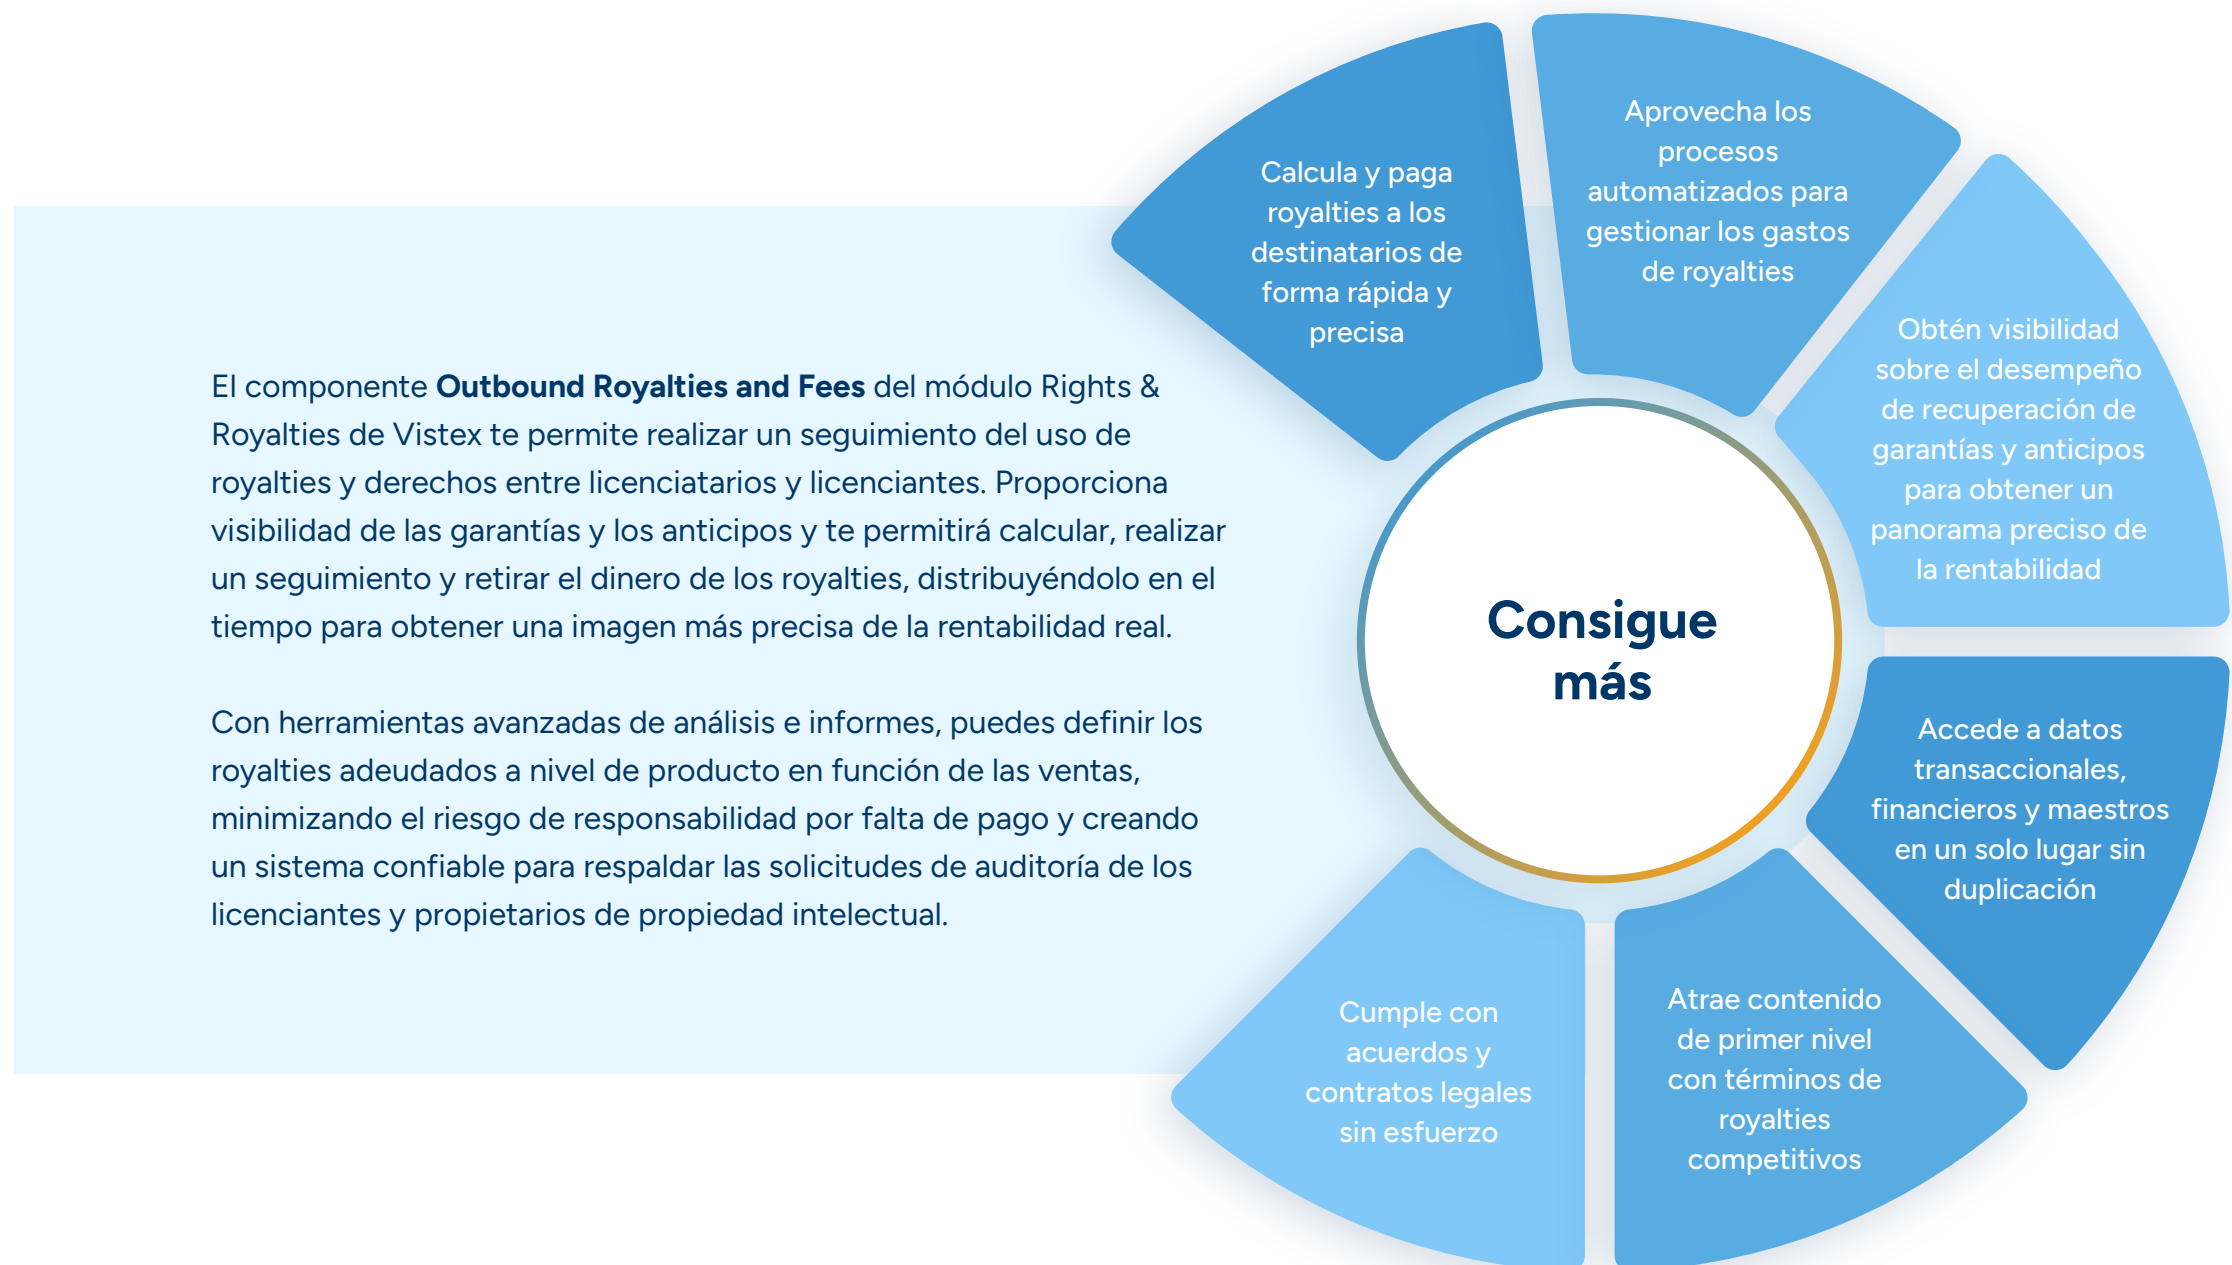 El componente Outbound Royalties and Fees del módulo Rights &
Royalties de Vistex te permite realizar un seguimiento del uso de
royalties y derechos entre licenciatarios y licenciantes. Proporciona
visibilidad de las garantías y los anticipos y te permitirá calcular, realizar
un seguimiento y retirar el dinero de los royalties, distribuyéndolo en el
tiempo para obtener una imagen más precisa de la rentabilidad real.
Con herramientas avanzadas de análisis e informes, puedes definir los
royalties adeudados a nivel de producto en función de las ventas,
minimizando el riesgo de responsabilidad por falta de pago y creando
un sistema confiable para respaldar las solicitudes de auditoría de los
licenciantes y propietarios de propiedad intelectual.
Consigue
más
Calcula y paga
royalties a los
destinatarios de
forma rápida y
precisa
Aprovecha los
procesos
automatizados para
gestionar los gastos
de royalties
Obtén visibilidad
sobre el desempeño
de recuperación de
garantías y anticipos
para obtener un
panorama preciso de
la rentabilidad
Accede a datos
transaccionales,
financieros y maestros
en un solo lugar sin
duplicación
Atrae contenido
de primer nivel
con términos de
royalties
competitivos
Cumple con
acuerdos y
contratos legales
sin esfuerzo